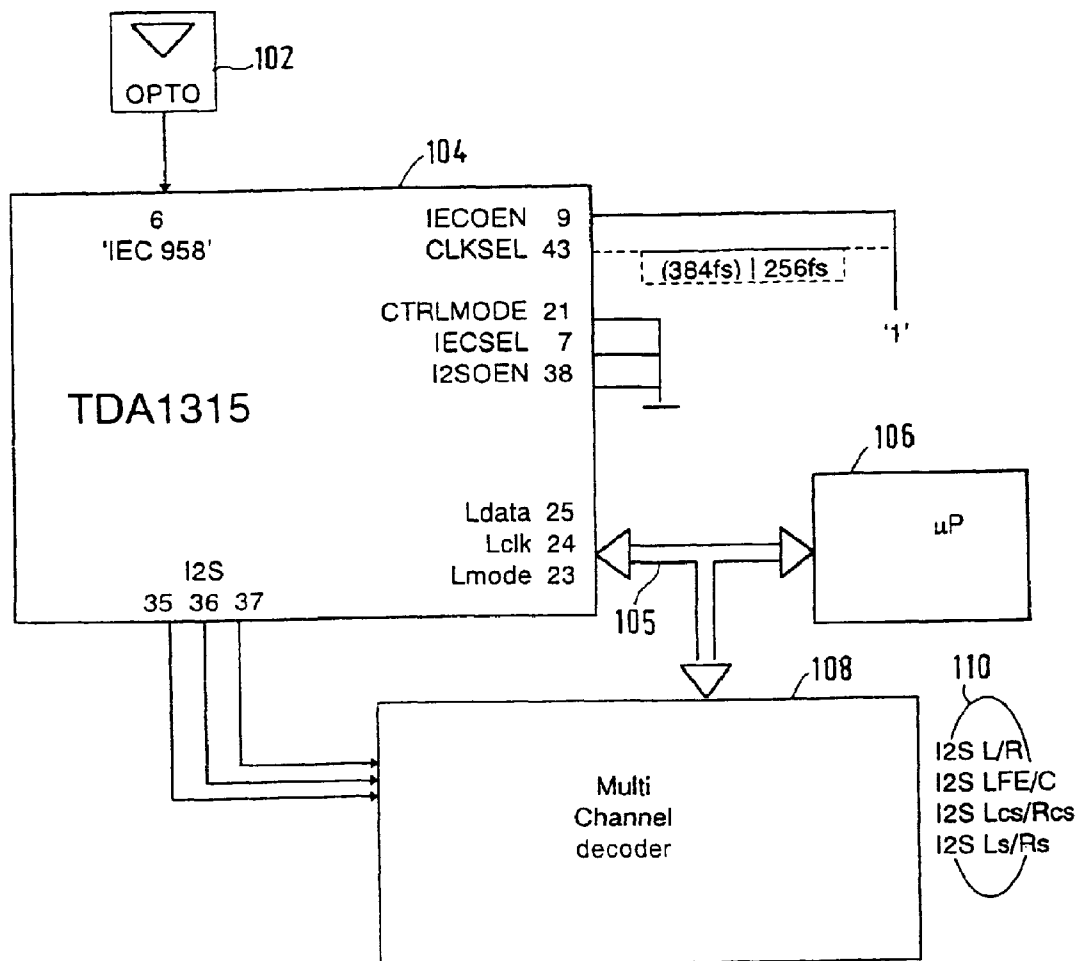 102
OPTO
104
6
'IEC 958'
IECOEN 9
CLKSEL 43
(384fs) | 256fs
'1'
CTRLMODE 21
IECSEL 7
I2SOEN 38
TDA1315
106
µP
Ldata 25
Lclk 24
Lmode 23
105
I2S
35 36 37
108
110
Multi
Channel
decoder
I2S L/R
I2S LFE/C
I2S Lcs/Rcs
I2S Ls/Rs